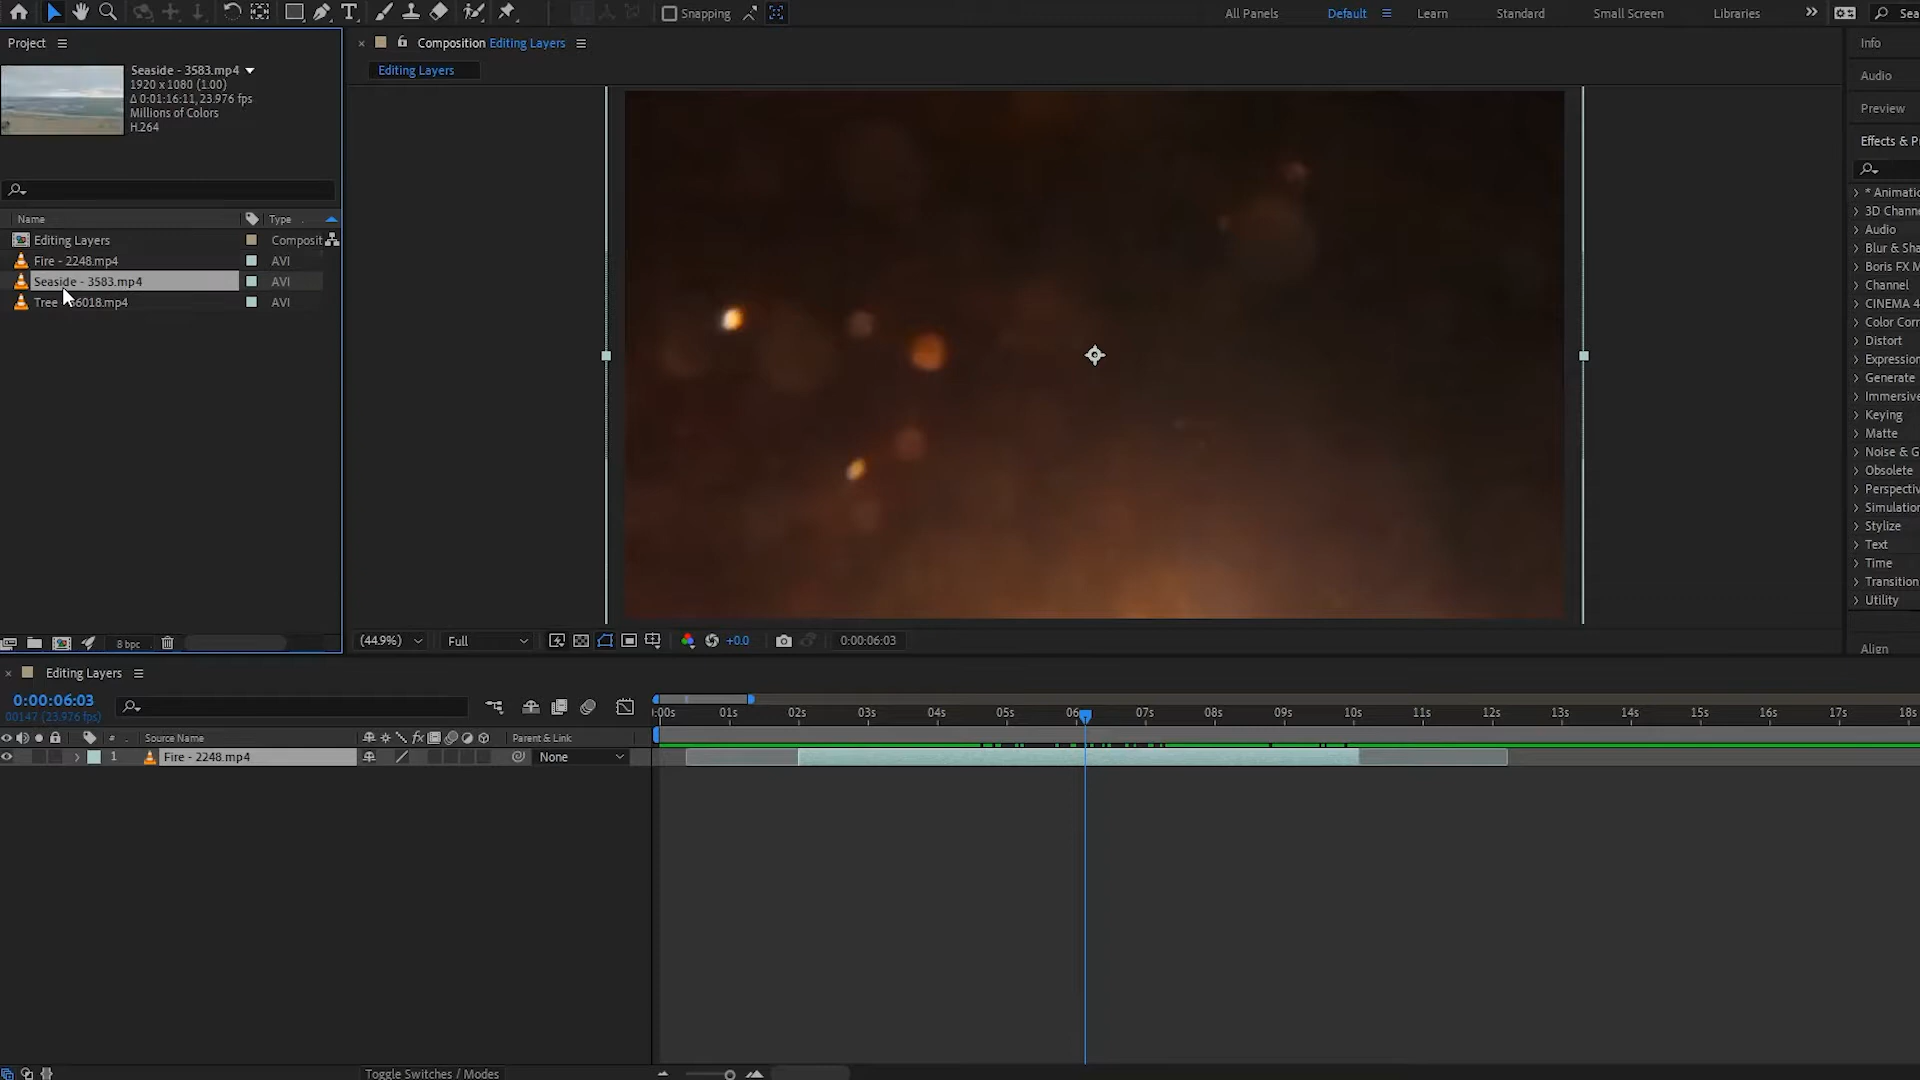 Snapping
All Panels
Default
Learn
Standard
Small Screen
Libraries
Sea
Project
Composition Editing Layers
Info
Editing Layers
Seaside - 3583.mp4
1920 x 1080 (1.00)
Δ 0:01:16:11, 23.976 fps
Millions of Colors
H.264
Audio
Preview
Effects & P
Name
Type
Editing Layers
Composit
Fire - 2248.mp4
AVI
Seaside - 3583.mp4
AVI
6018.mp4
Tree
AVI
* Animatio
3D Channe
Audio
Blur & Sha
Boris FX M
Channel
CINEMA 4
Color Corr
Distort
Expression
Generate
Immersive
Keying
Matte
Noise & G
Obsolete
Perspectiv
Simulation
Stylize
Text
Time
Transition
Utility
Align
8 bpc
(44.9%)
Full
+0.0
0:00:06:03
Editing Layers
0:00:06:03
00147 (23.976 fps)
:00s 01s 02s 03s 04s 05s 06 07s 08s 09s 10s 11s 12s 13s 14s 15s 16s 17s 18s
#
Source Name
fx
Parent & Link
1
Fire - 2248.mp4
None
Toggle Switches / Modes